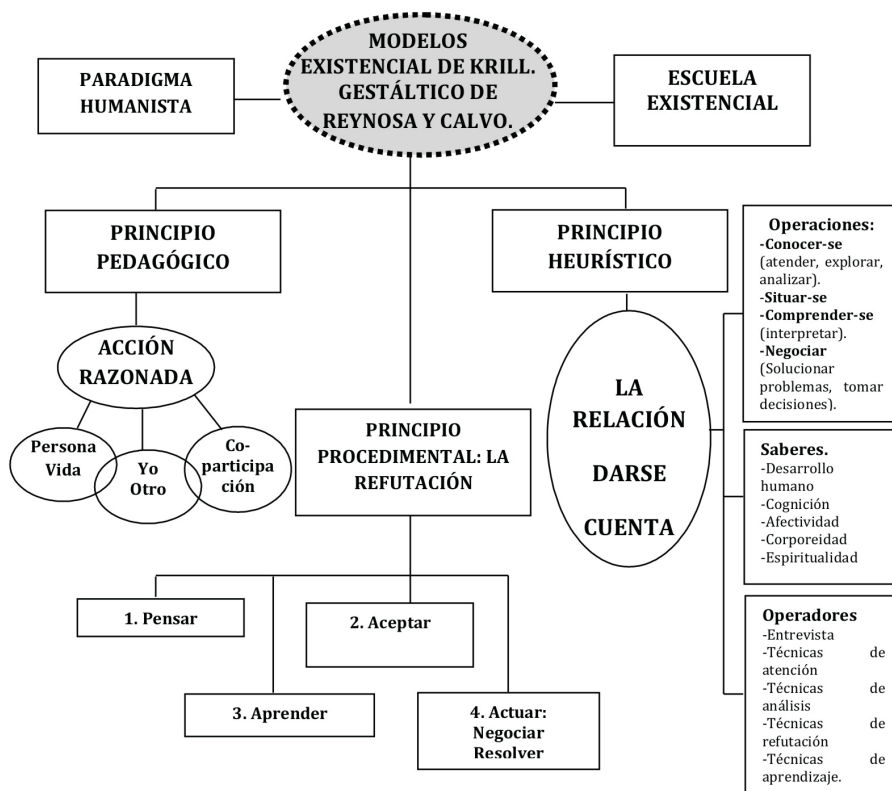 MODELOS
EXISTENCIAL DE KRILL.
GESTÁLTICO DE
REYNOSA Y CALVO.
PARADIGMA
HUMANISTA
ESCUELA
EXISTENCIAL
PRINCIPIO
PEDAGÓGICO
ACCIÓN
RAZONADA
Persona
Vida
Yo
Otro
Co-
participa
ción
PRINCIPIO
PROCEDIMENTAL: LA
REFUTACIÓN
1. Pensar
2. Aceptar
3. Aprender
4. Actuar:
Negociar
Resolver
PRINCIPIO
HEURÍSTICO
LA
RELACIÓN
DARSE
CUENTA
Operaciones:
-Conocer-se
(atender, explorar,
analizar).
-Situar-se
-Comprender-se
(interpretar).
-Negociar
(Solucionar
problemas, tomar
decisiones).
Saberes.
-Desarrollo
humano
-Cognición
-Afectividad
-Corporeidad
-Espiritualidad
Operadores
-Entrevista
-Técnicas de
atención
-Técnicas de
análisis
-Técnicas de
refutación
-Técnicas de
aprendizaje.